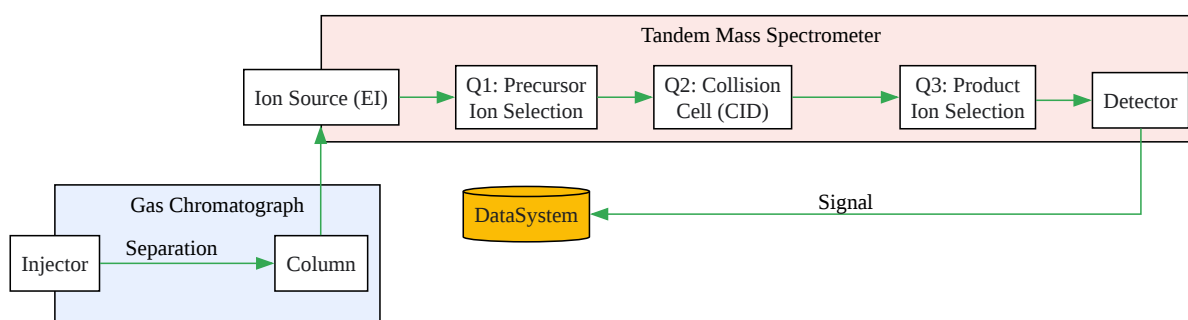 Tandem Mass Spectrometer
Ion Source (EI)
Q1: Precursor
Ion Selection
Q2: Collision
Cell (CID)
Q3: Product
Ion Selection
Detector
Gas Chromatograph
Injector
Separation
Column
DataSystem
Signal